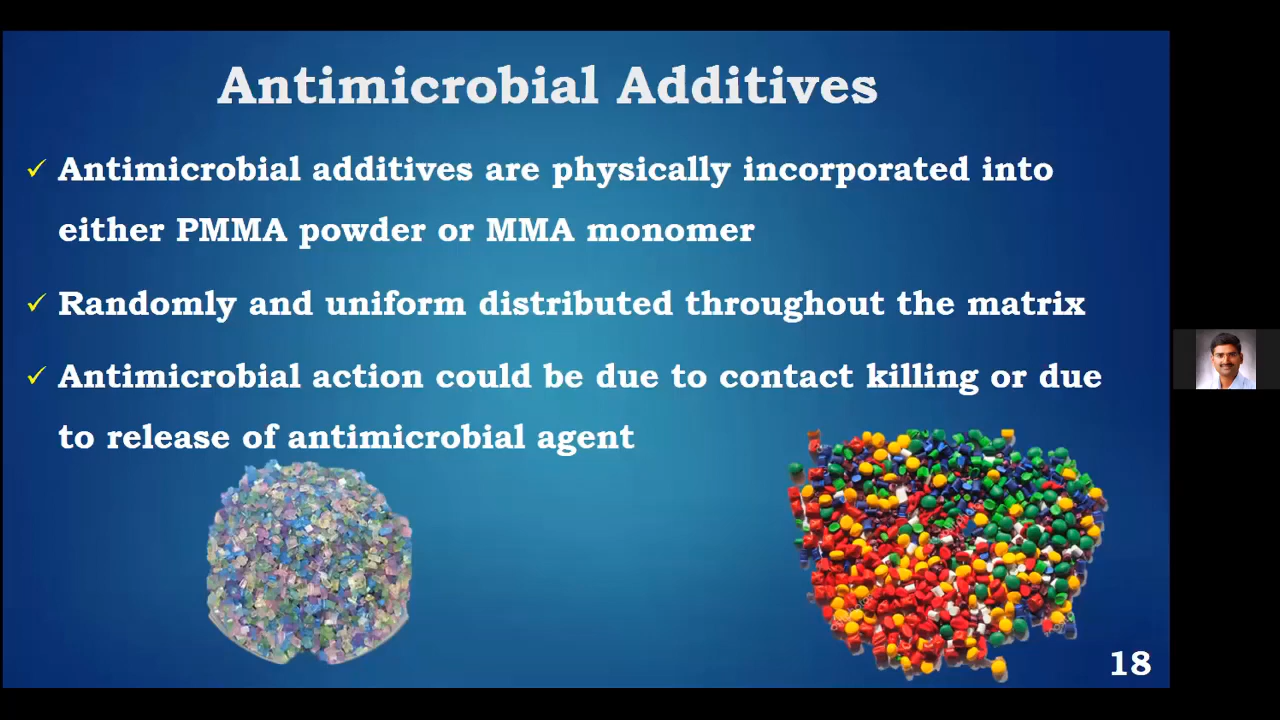 Antimicrobial Additives
✓ Antimicrobial additives are physically incorporated into
either PMMA powder or MMA monomer
✓ Randomly and uniform distributed throughout the matrix
✓ Antimicrobial action could be due to contact killing or due
to release of antimicrobial agent
18